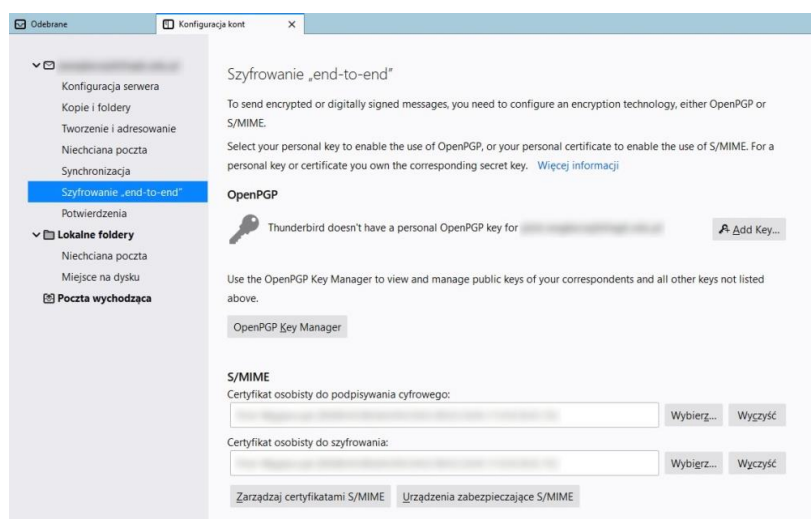 Odebrane
Konfiguracja kont
Konfiguracja serwera
Kopie i foldery
Tworzenie i adresowanie
Niechciana poczta
Synchronizacja
Szyfrowanie „end-to-end”
Potwierdzenia
Lokalne foldery
Niechciana poczta
Miejsce na dysku
Poczta wychodząca
Szyfrowanie „end-to-end”
To send encrypted or digitally signed messages, you need to configure an encryption technology, either OpenPGP or
S/MIME.
Select your personal key to enable the use of OpenPGP, or your personal certificate to enable the use of S/MIME. For a
personal key or certificate you own the corresponding secret key. Więcej informacji
OpenPGP
Thunderbird doesn't have a personal OpenPGP key for
Add Key...
Use the OpenPGP Key Manager to view and manage public keys of your correspondents and all other keys not listed
above.
OpenPGP Key Manager
S/MIME
Certyfikat osobisty do podpisywania cyfrowego:
Wybierz... Wyczyść
Certyfikat osobisty do szyfrowania:
Wybierz... Wyczyść
Zarządzaj certyfikatami S/MIME Urządzenia zabezpieczające S/MIME